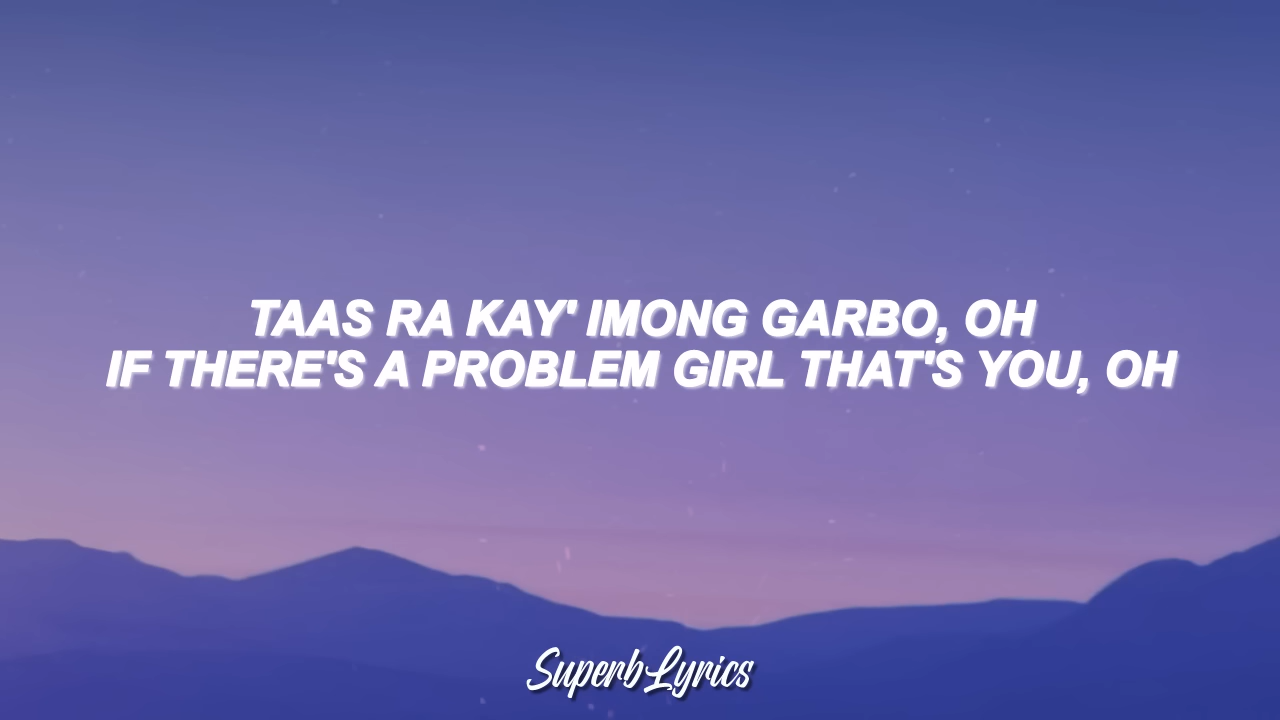 TAAS RA KAY' IMONG GARBO, OH
IF THERE'S A PROBLEM GIRL THAT'S YOU, OH
SuperbLyrics